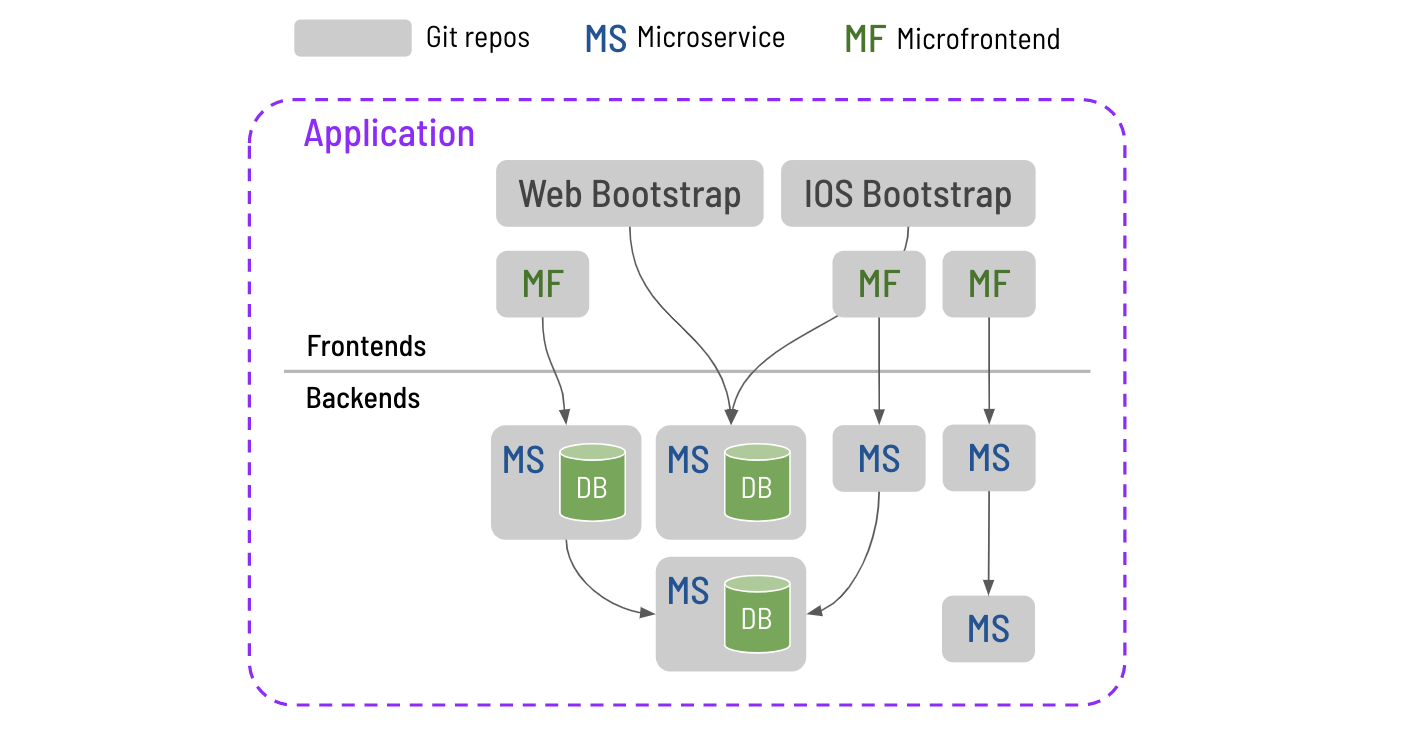 Git repos MS Microservice MF Microfrontend
Application
Web Bootstrap IOS Bootstrap
MF MF MF
Frontends
Backends
MS DB MS DB MS MS
MS DB MS